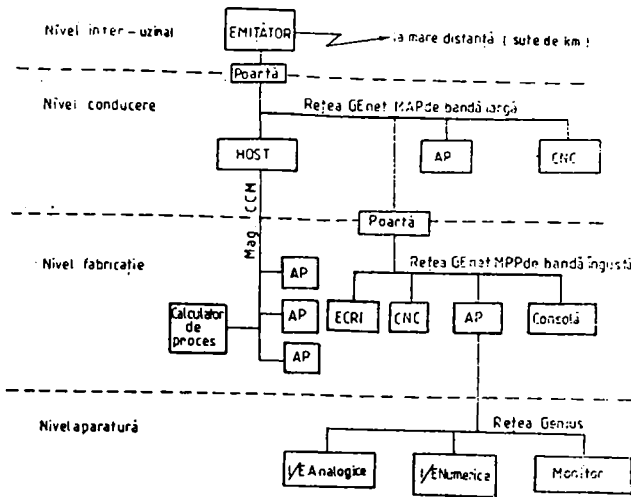 Nivel inter-uzinal
EMIȚĂTOR
la mare distanță (sute de km)
Poartă
Nivel conducere
Rețea GEnet MAP de bandă largă
HOST
AP
CNC
Mag CCM
Poartă
Nivel fabricație
Rețea GEnet MPP de bandă îngustă
AP
Calculator
de
proces
AP
AP
ECRI
CNC
AP
Consolă
Nivel aparatură
Rețea Genius
I/E Analogice
I/E Numerice
Monitor